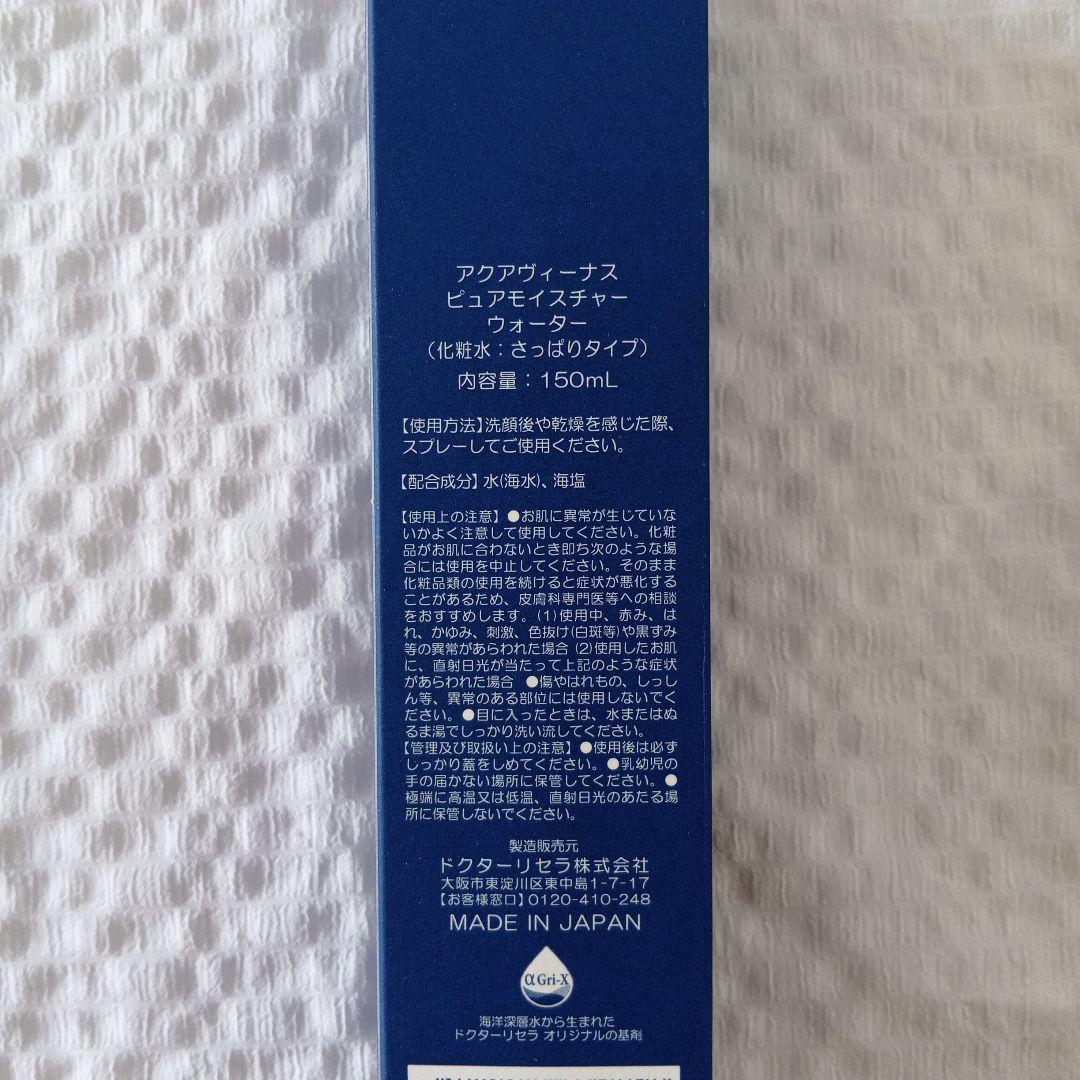 アクアヴィーナス
ピュアモイスチャー
ウォーター
（化粧水：さっぱりタイプ）
内容量：150mL
【使用方法】洗顔後や乾燥を感じた際、
スプレーしてご使用ください。
【配合成分】水(海水)、海塩
【使用上の注意】●お肌に異常が生じていな
いかよく注意して使用してください。化粧
品がお肌に合わないとき即ち次のような場
合には使用を中止してください。そのまま
化粧品類の使用を続けると症状が悪化する
ことがあるため、皮膚科専門医等への相談
をおすすめします。(1)使用中、赤み、は
れ、かゆみ、刺激、色抜け(白斑等)や黒ずみ
等の異常があらわれた場合 (2)使用したお肌
に、直射日光が当たって上記のような症状
があらわれた場合 ●傷やはれもの、しっし
ん等、異常のある部位には使用しないでく
ださい。●目に入ったときは、水またはぬ
るま湯でしっかり洗い流してください。
【管理及び取扱い上の注意】●使用後は必ず
しっかり蓋をしめてください。●乳幼児の
手の届かない場所に保管してください。●
極端に高温又は低温、直射日光のあたる場
所に保管しないでください。
製造販売元
ドクターリセラ株式会社
大阪市東淀川区東中島1-7-17
【お客様窓口】0120-410-248
MADE IN JAPAN
α Gri-X
海洋深層水から生まれた
ドクターリセラ オリジナルの基剤